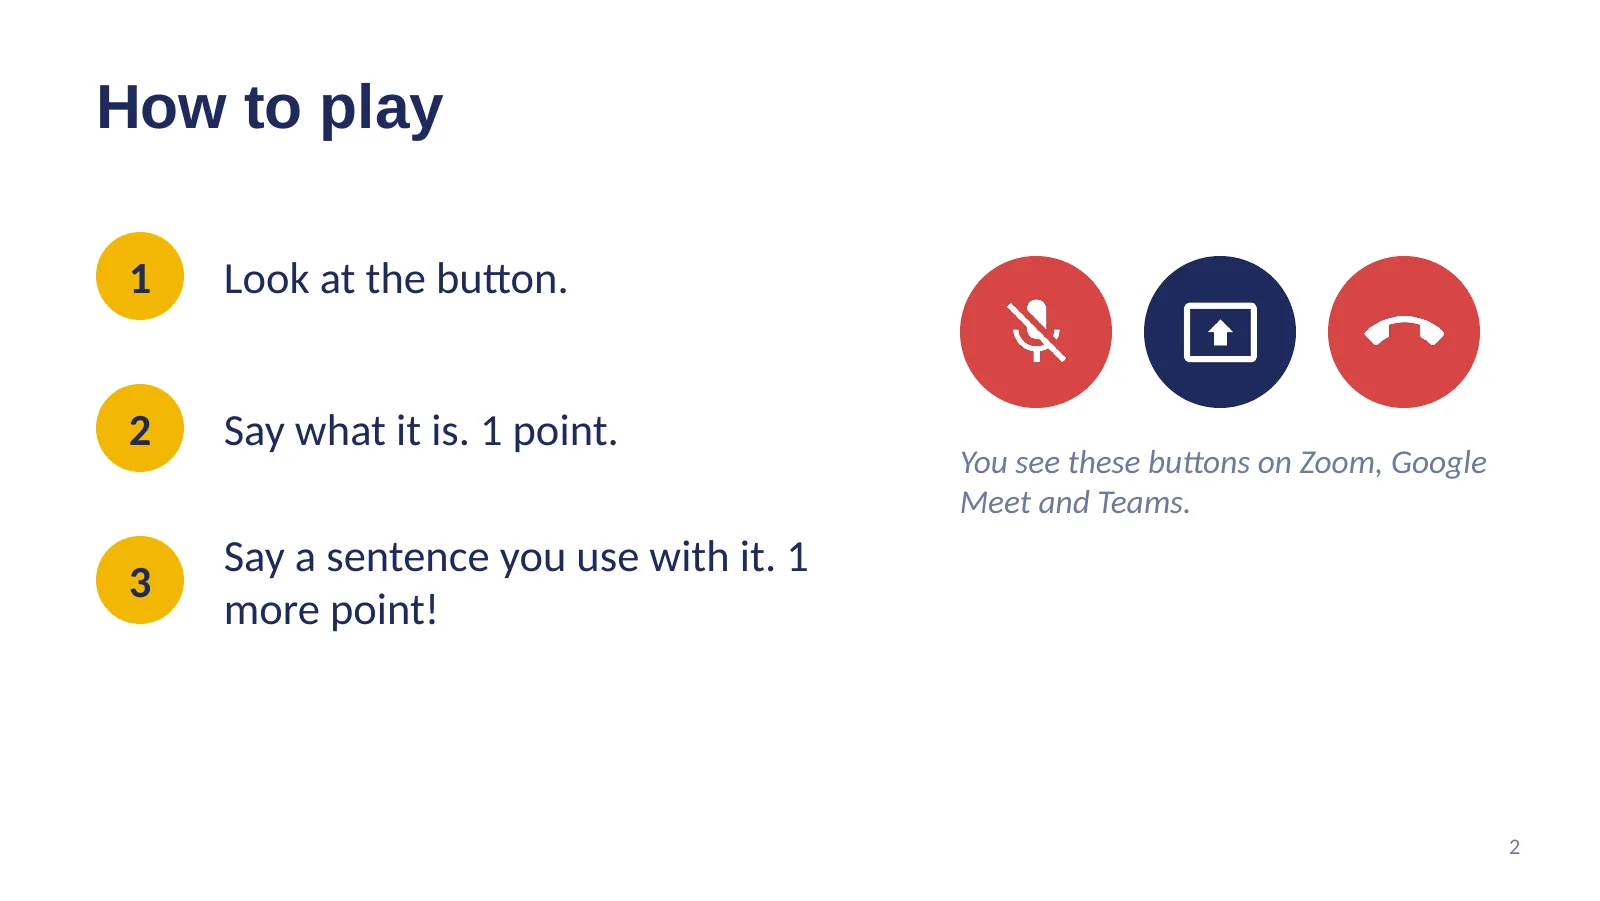 How to play
1
Look at the button.
2
Say what it is. 1 point.
3
Say a sentence you use with it. 1
more point!
You see these buttons on Zoom, Google
Meet and Teams.
2